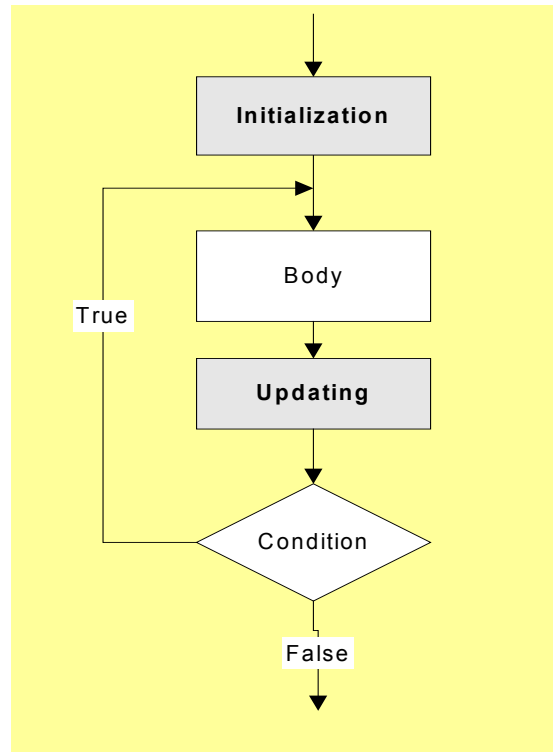 Initialization
Body
True
Updating
Condition
False